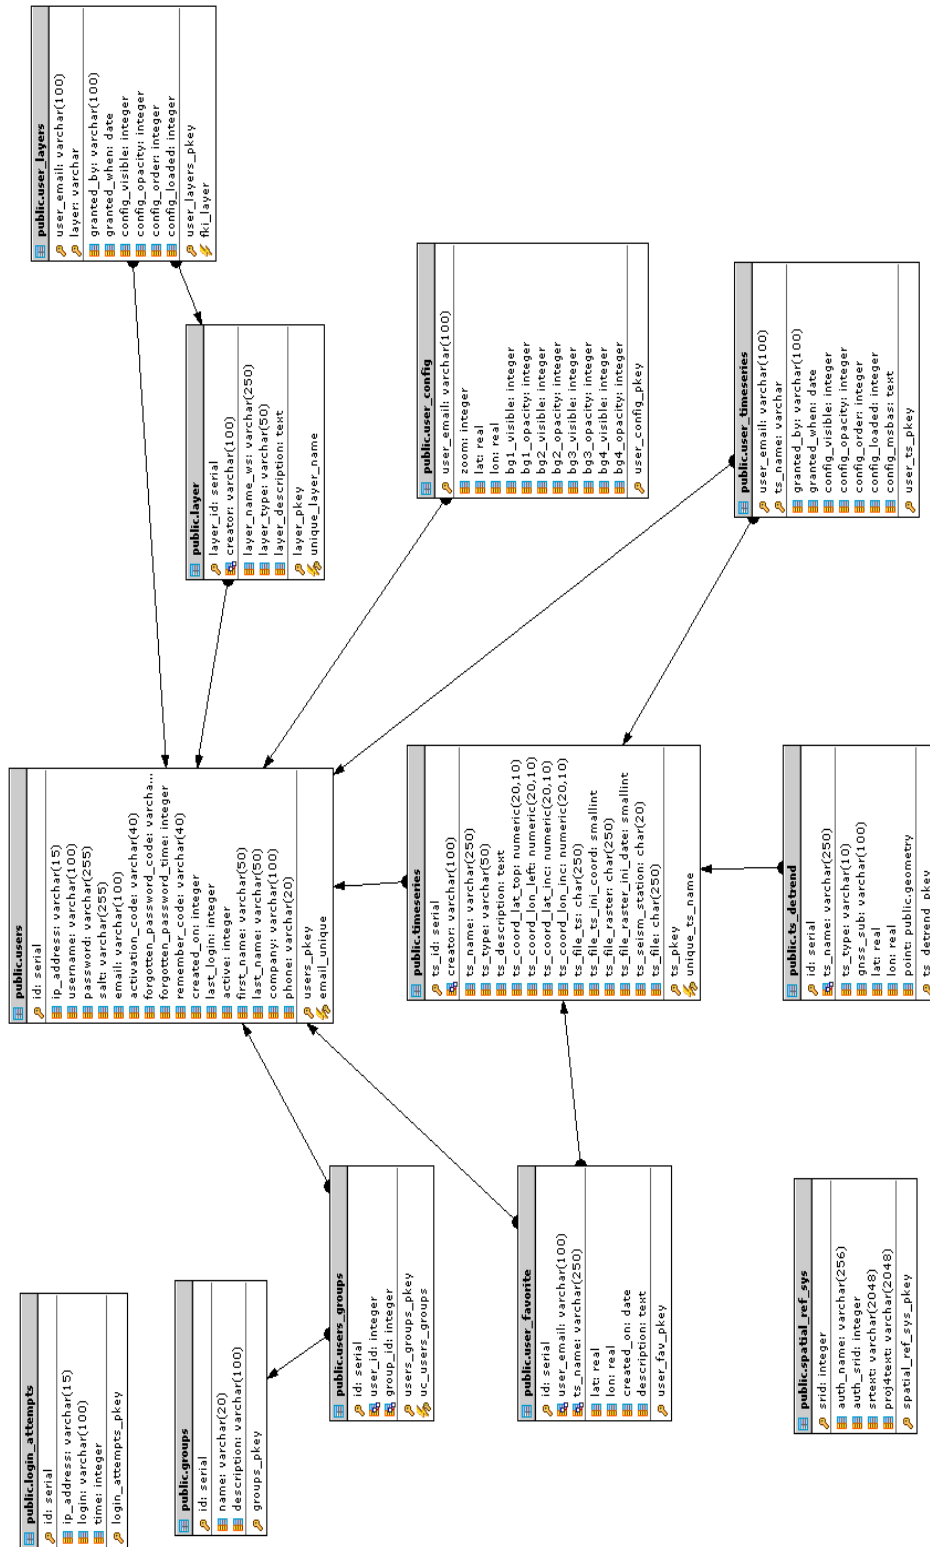 public.login_attempts
id: serial
ip_address: varchar(15)
login: varchar(100)
time: integer
login_attempts_pkey
public.groups
id: serial
name: varchar(20)
description: varchar(100)
groups_pkey
public.users_groups
id: serial
user_id: integer
group_id: integer
users_groups_pkey
uc_users_groups
public.user_favorite
id: serial
user_email: varchar(100)
ts_name: varchar(250)
lat: real
lon: real
created_on: date
description: text
user_fav_pkey
public.spatial_ref_sys
srid: integer
auth_name: varchar(256)
auth_srid: integer
srtext: varchar(2048)
proj4text: varchar(2048)
spatial_ref_sys_pkey
public.users
id: serial
ip_address: varchar(15)
username: varchar(100)
password: varchar(255)
salt: varchar(255)
email: varchar(100)
activation_code: varchar(40)
forgotten_password_code: varcha...
forgotten_password_time: integer
remember_code: varchar(40)
created_on: integer
last_login: integer
active: integer
first_name: varchar(50)
last_name: varchar(50)
company: varchar(100)
phone: varchar(20)
users_pkey
email_unique
public.timeseries
ts_id: serial
creator: varchar(100)
ts_name: varchar(250)
ts_type: varchar(50)
ts_description: text
ts_coord_lat_top: numeric(20,10)
ts_coord_lon_left: numeric(20,10)
ts_coord_lat_inc: numeric(20,10)
ts_coord_lon_inc: numeric(20,10)
ts_file_ts: char(250)
ts_file_ts_ini_coord: smallint
ts_file_raster: char(250)
ts_file_raster_ini_date: smallint
ts_seism_station: char(20)
ts_file: char(250)
ts_pkey
unique_ts_name
public.ts_detrend
id: serial
ts_name: varchar(250)
ts_type: varchar(10)
gnss_sub: varchar(100)
lat: real
lon: real
point: public.geometry
ts_detrend_pkey
public.user_layers
user_email: varchar(100)
layer: varchar
granted_by: varchar(100)
granted_when: date
config_visible: integer
config_opacity: integer
config_order: integer
config_loaded: integer
user_layers_pkey
fki_layer
public.layer
layer_id: serial
creator: varchar(100)
layer_name_ws: varchar(250)
layer_type: varchar(50)
layer_description: text
layer_pkey
unique_layer_name
public.user_config
user_email: varchar(100)
zoom: integer
lat: real
lon: real
bg1_visible: integer
bg1_opacity: integer
bg2_visible: integer
bg2_opacity: integer
bg3_visible: integer
bg3_opacity: integer
bg4_visible: integer
bg4_opacity: integer
user_config_pkey
public.user_timeseries
user_email: varchar(100)
ts_name: varchar
granted_by: varchar(100)
granted_when: date
config_visible: integer
config_opacity: integer
config_order: integer
config_loaded: integer
config_msbas: text
user_ts_pkey